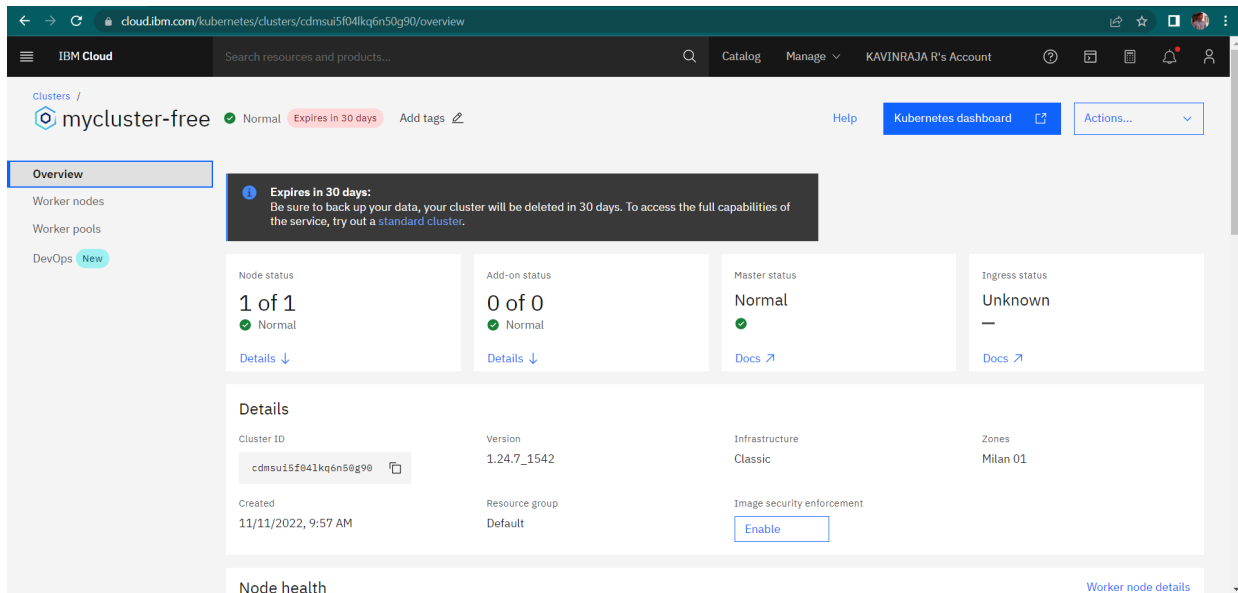 cloud.ibm.com/kubernetes/clusters/cdmsui5f04lkq6n50g90/overview
IBM Cloud
Search resources and products...
Catalog
Manage
KAVINRAJA R's Account
Clusters /
mycluster-free
Normal
Expires in 30 days
Add tags
Help
Kubernetes dashboard
Actions...
Overview
Worker nodes
Worker pools
DevOps New
Expires in 30 days:
Be sure to back up your data, your cluster will be deleted in 30 days. To access the full capabilities of
the service, try out a standard cluster.
Node status
1 of 1
Normal
Details ↓
Add-on status
0 of 0
Normal
Details ↓
Master status
Normal
Docs ↗
Ingress status
Unknown
—
Docs ↗
Details
Cluster ID
cdmsui5f04lkq6n50g90
Version
1.24.7_1542
Infrastructure
Classic
Zones
Milan 01
Created
11/11/2022, 9:57 AM
Resource group
Default
Image security enforcement
Enable
Node health
Worker node details